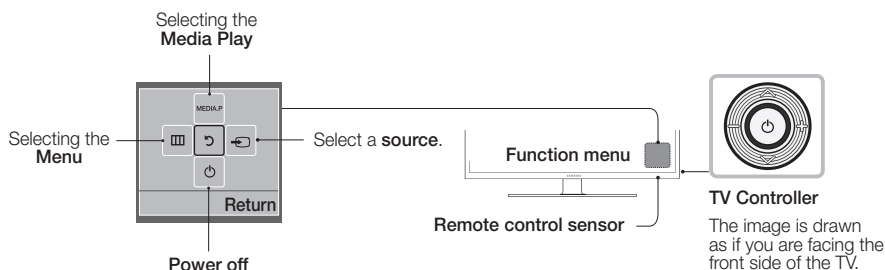 Selecting the
Media Play
MEDIA.P
Selecting the
Menu
Select a source.
Return
Power off
Function menu
SAMSUNG
Remote control sensor
TV Controller
The image is drawn
as if you are facing the
front side of the TV.